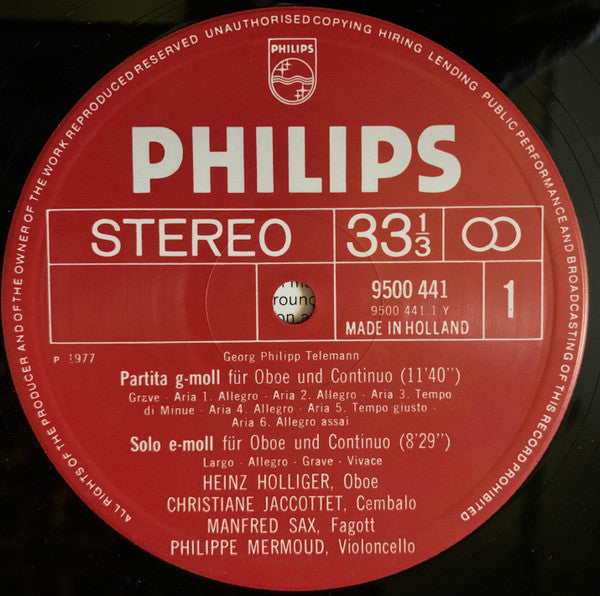 ALL RIGHTS OF THE PRODUCER AND OF THE OWNER OF THE WORK REPRODUCED RESERVED UNAUTHORISED COPYING HIRING LENDING PUBLIC PERFORMANCE AND BROADCASTING OF THIS RECORD PROHIBITED
PHILIPS
PHILIPS
STEREO
33 1/3
9500 441
9500 441.1 Y
MADE IN HOLLAND
1
roun
on a
P 1977
Georg Philipp Telemann
Partita g-moll für Oboe und Continuo (11'40")
Grave - Aria 1. Allegro - Aria 2. Allegro - Aria 3. Tempo
di Minue - Aria 4. Allegro - Aria 5. Tempo giusto -
Aria 6. Allegro assai
Solo e-moll für Oboe und Continuo (8'29")
Largo - Allegro - Grave - Vivace
HEINZ HOLLIGER, Oboe
CHRISTIANE JACCOTTET, Cembalo
MANFRED SAX, Fagott
PHILIPPE MERMOUD, Violoncello